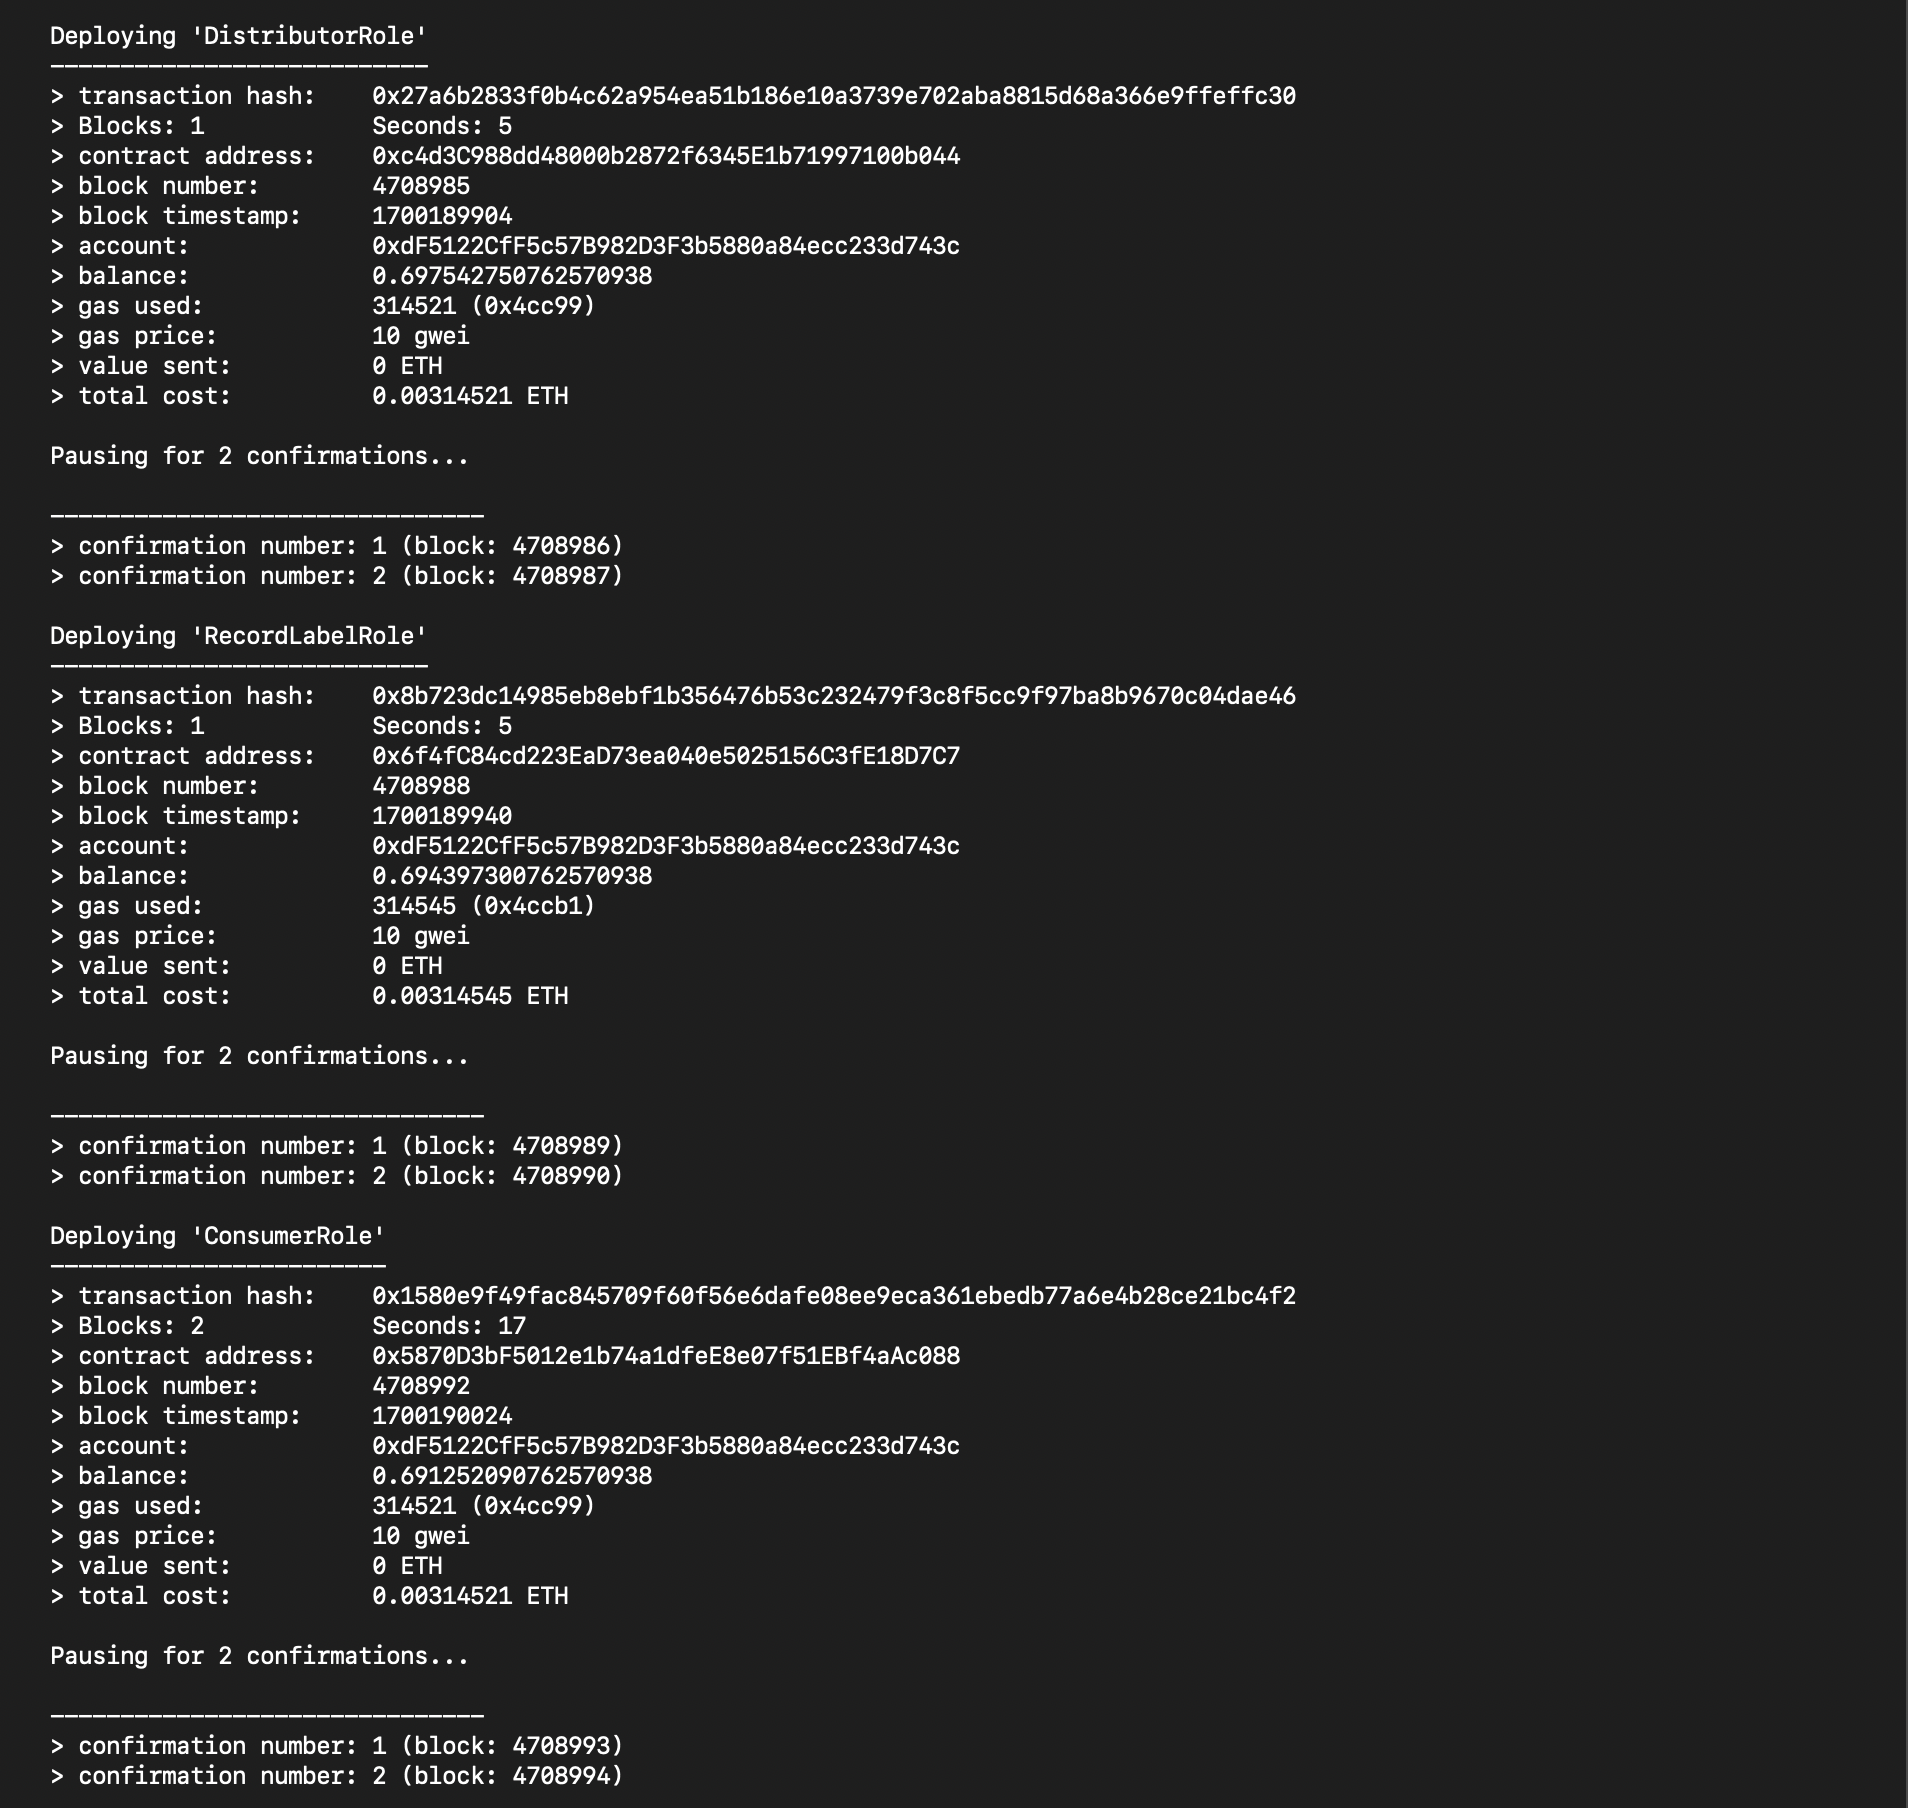 Deploying 'DistributorRole'
---------------------------
> transaction hash:    0x27a6b2833f0b4c62a954ea51b186e10a3739e702aba8815d68a366e9ffeffc30
> Blocks: 1            Seconds: 5
> contract address:    0xc4d3C988dd48000b2872f6345E1b71997100b044
> block number:        4708985
> block timestamp:     1700189904
> account:             0xdF5122CfF5c57B982D3F3b5880a84ecc233d743c
> balance:             0.697542750762570938
> gas used:            314521 (0x4cc99)
> gas price:           10 gwei
> value sent:          0 ETH
> total cost:          0.00314521 ETH
Pausing for 2 confirmations...
-------------------------------
> confirmation number: 1 (block: 4708986)
> confirmation number: 2 (block: 4708987)
Deploying 'RecordLabelRole'
---------------------------
> transaction hash:    0x8b723dc14985eb8ebf1b356476b53c232479f3c8f5cc9f97ba8b9670c04dae46
> Blocks: 1            Seconds: 5
> contract address:    0x6f4fC84cd223EaD73ea040e5025156C3fE18D7C7
> block number:        4708988
> block timestamp:     1700189940
> account:             0xdF5122CfF5c57B982D3F3b5880a84ecc233d743c
> balance:             0.694397300762570938
> gas used:            314545 (0x4ccb1)
> gas price:           10 gwei
> value sent:          0 ETH
> total cost:          0.00314545 ETH
Pausing for 2 confirmations...
-------------------------------
> confirmation number: 1 (block: 4708989)
> confirmation number: 2 (block: 4708990)
Deploying 'ConsumerRole'
------------------------
> transaction hash:    0x1580e9f49fac845709f60f56e6dafe08ee9eca361ebedb77a6e4b28ce21bc4f2
> Blocks: 2            Seconds: 17
> contract address:    0x5870D3bF5012e1b74a1dfeE8e07f51EBf4aAc088
> block number:        4708992
> block timestamp:     1700190024
> account:             0xdF5122CfF5c57B982D3F3b5880a84ecc233d743c
> balance:             0.691252090762570938
> gas used:            314521 (0x4cc99)
> gas price:           10 gwei
> value sent:          0 ETH
> total cost:          0.00314521 ETH
Pausing for 2 confirmations...
-------------------------------
> confirmation number: 1 (block: 4708993)
> confirmation number: 2 (block: 4708994)